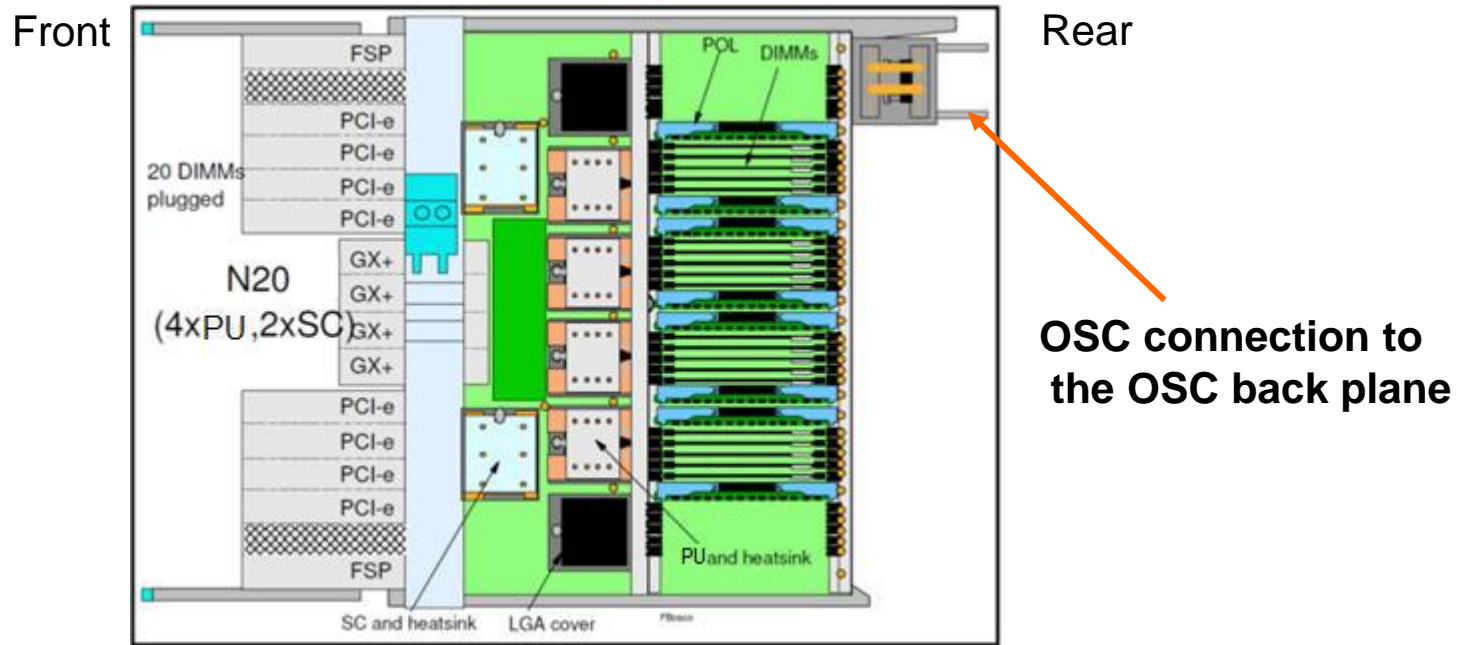 Front
Rear
FSP
POL
DIMMs
PCI-e
PCI-e
PCI-e
PCI-e
20 DIMMs
plugged
GX+
GX+
GX+
GX+
N20
(4xPU,2xSC)
OSC connection to
the OSC back plane
PCI-e
PCI-e
PCI-e
PCI-e
FSP
PU and heatsink
SC and heatsink
LGA cover